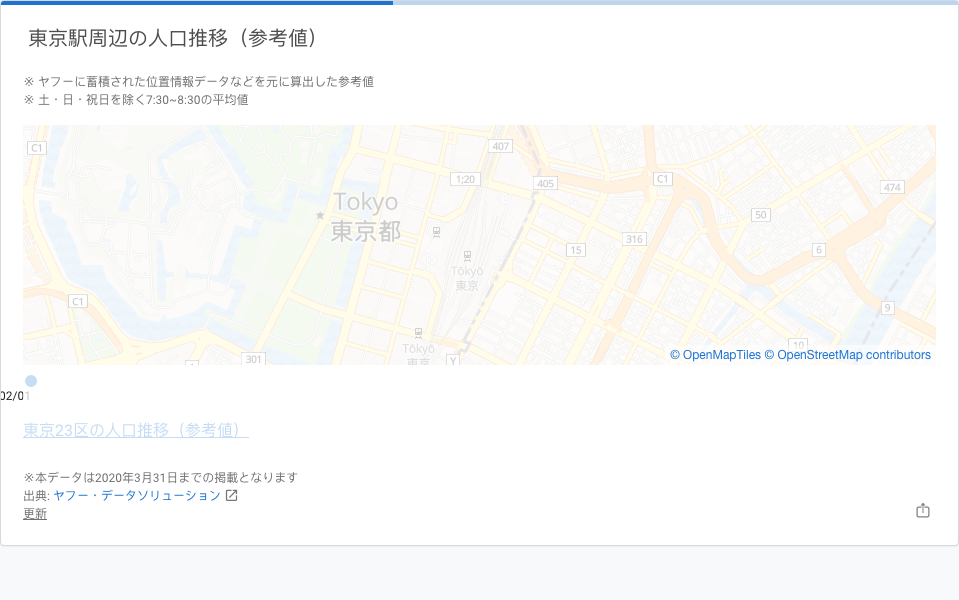 東京駅周辺の人口推移（参考値）
※ ヤフーに蓄積された位置情報データなどを元に算出した参考値
※ 土・日・祝日を除く7:30~8:30の平均値
C1
407
1;20
405
C1
474
Tokyo
東京都
50
316
15
6
Tōkyō
東京
C1
9
10
301
Tōkyō
東京
Y
© OpenMapTiles © OpenStreetMap contributors
02/01
東京23区の人口推移（参考値）
※本データは2020年3月31日までの掲載となります
出典: ヤフー・データソリューション
更新